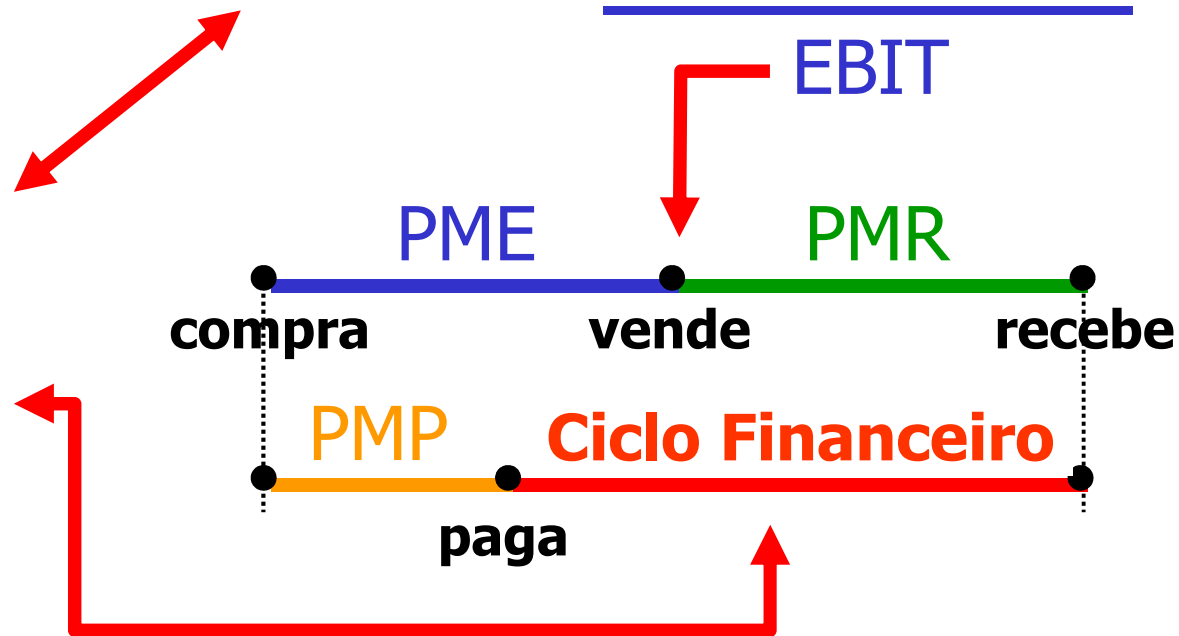 EBIT
PME PMR
compra vende recebe
PMP Ciclo Financeiro
paga